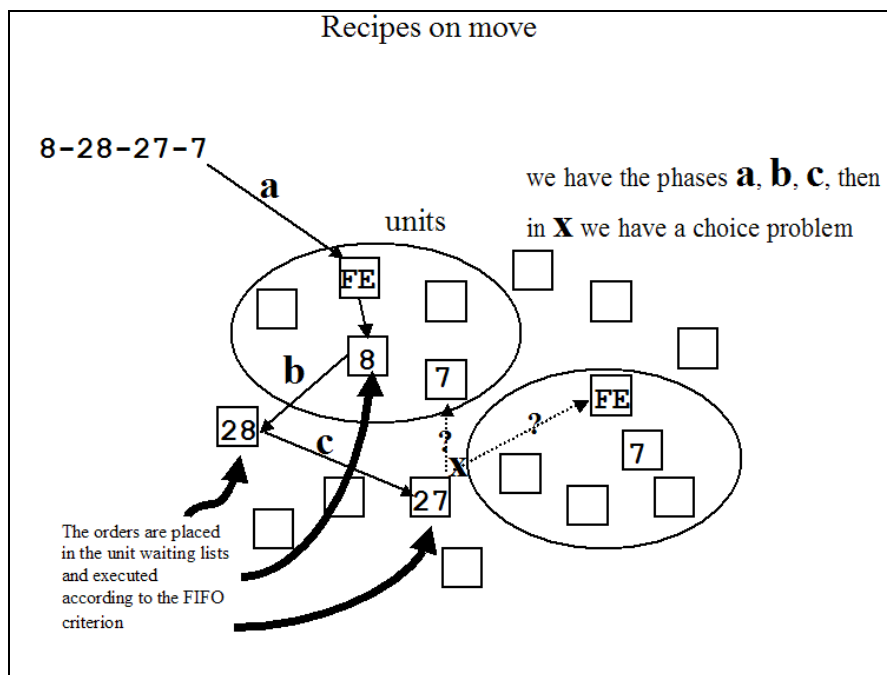 Recipes on move
8-28-27-7
a
we have the phases a, b, c, then
in x we have a choice problem
units
FE
8
b
7
FE
28
c
?
?
x
7
27
The orders are placed
in the unit waiting lists
and executed
according to the FIFO
criterion